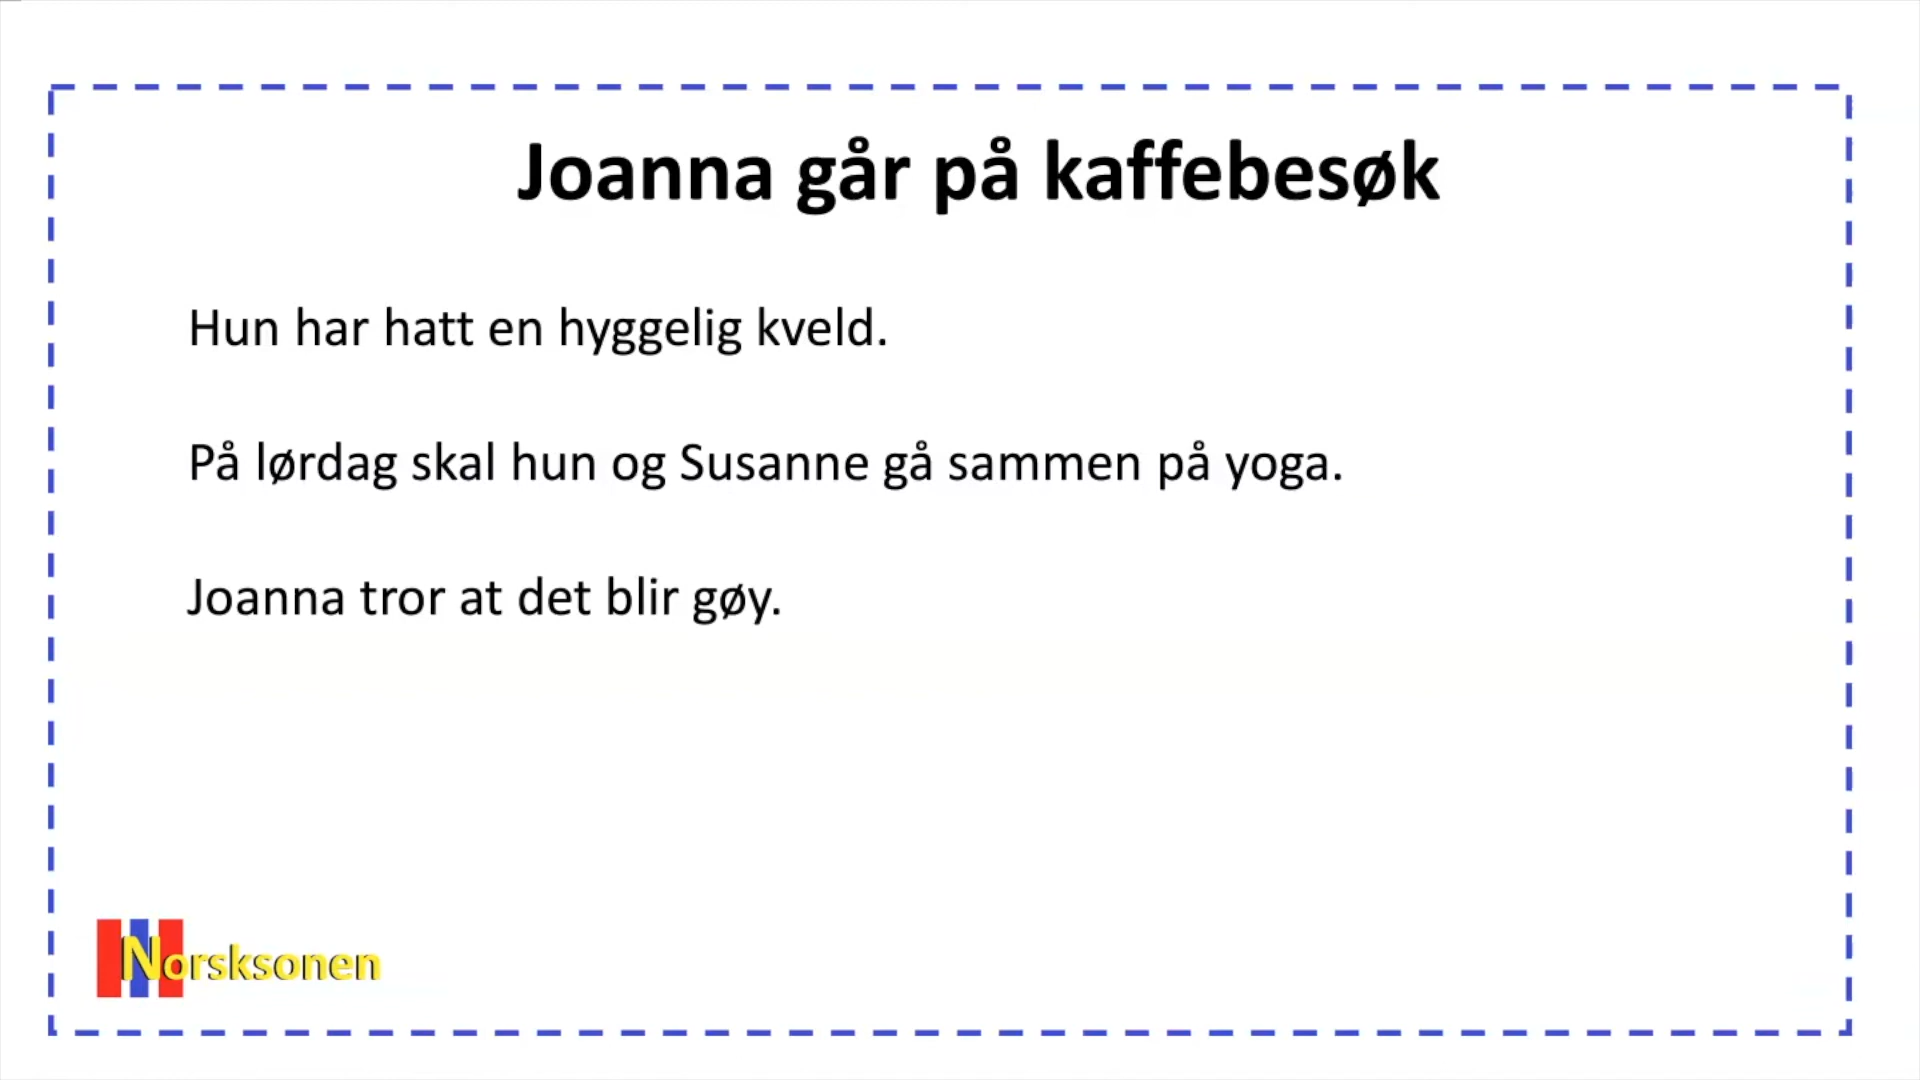 Joanna går på kaffebesøk
Hun har hatt en hyggelig kveld.
På lørdag skal hun og Susanne gå sammen på yoga.
Joanna tror at det blir gøy.
Norsksonen